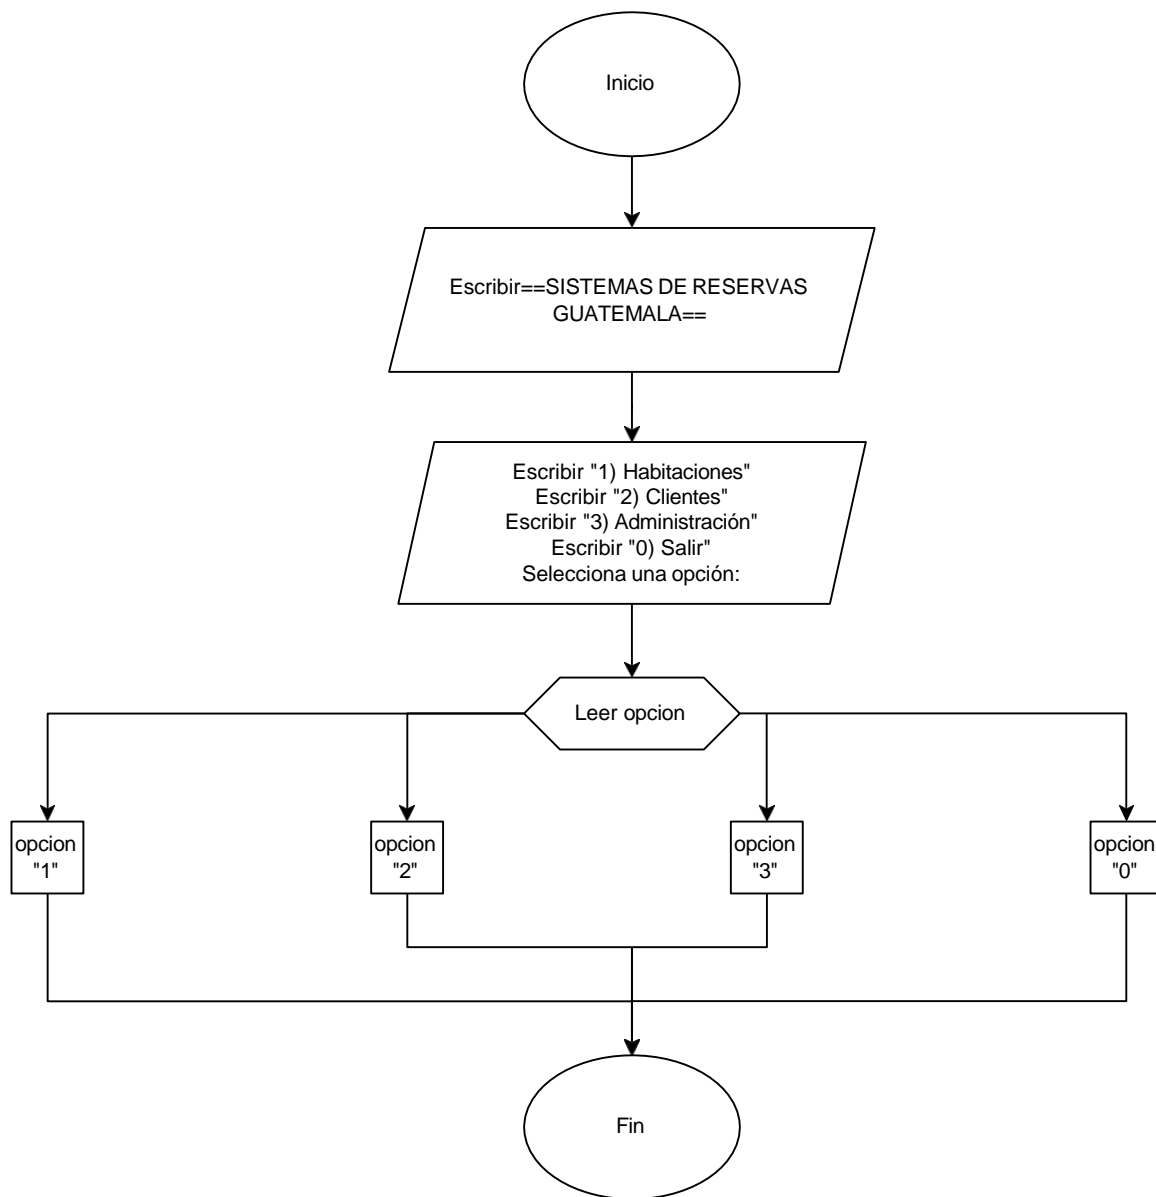 Inicio
Escribir==SISTEMAS DE RESERVAS
GUATEMALA==
Escribir "1) Habitaciones"
Escribir "2) Clientes"
Escribir "3) Administración"
Escribir "0) Salir"
Selecciona una opción:
Leer opcion
opcion
"1"
opcion
"2"
opcion
"3"
opcion
"0"
Fin